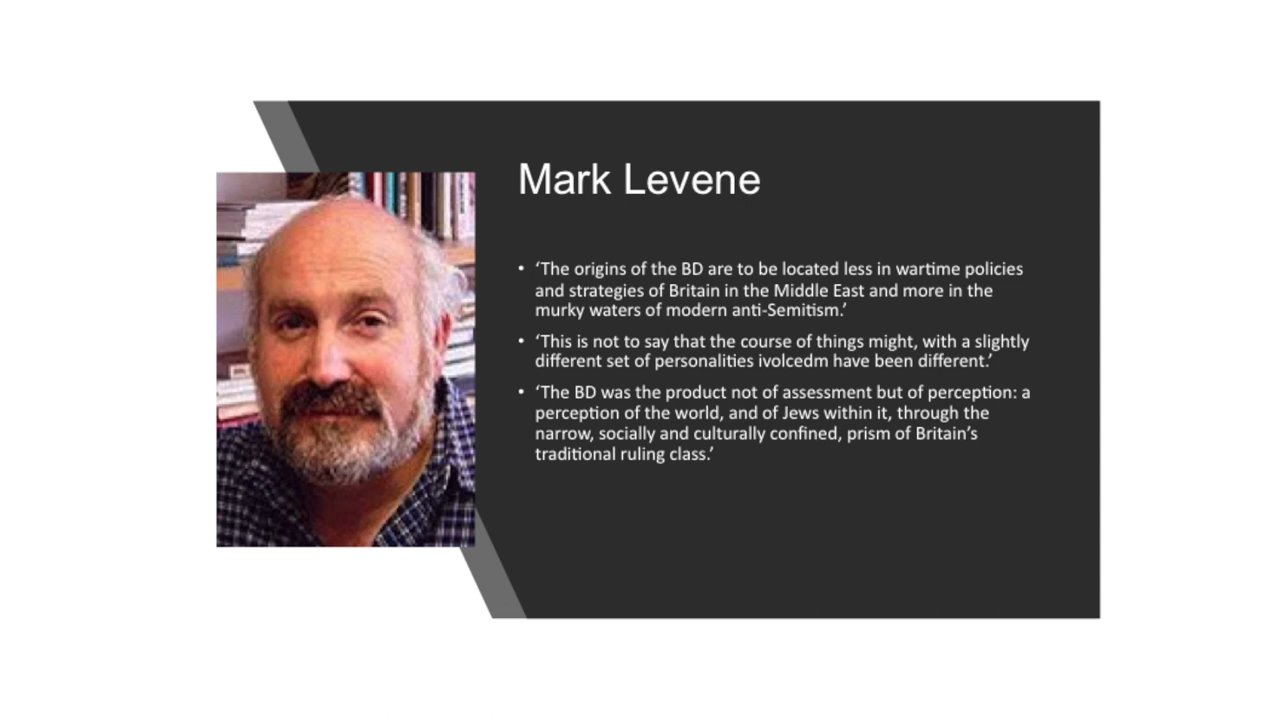 Mark Levene
• ‘The origins of the BD are to be located less in wartime policies
and strategies of Britain in the Middle East and more in the
murky waters of modern anti-Semitism.’
• ‘This is not to say that the course of things might, with a slightly
different set of personalities ivolcedm have been different.’
• ‘The BD was the product not of assessment but of perception: a
perception of the world, and of Jews within it, through the
narrow, socially and culturally confined, prism of Britain’s
traditional ruling class.’